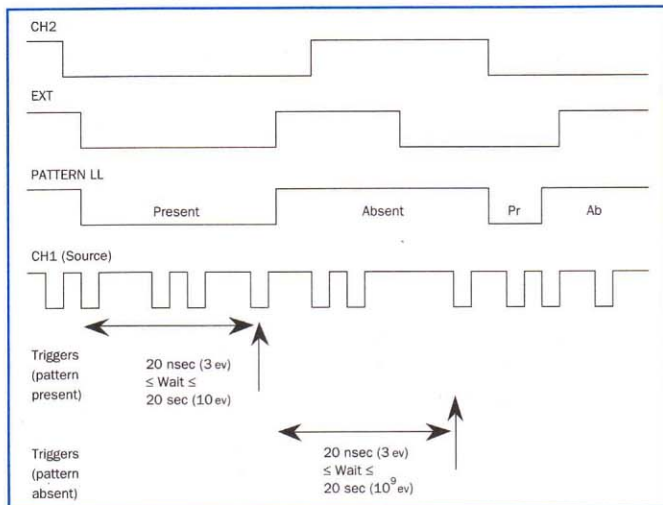 CH2
EXT
PATTERN LL
Present
Absent
Pr
Ab
CH1 (Source)
Triggers
(pattern
present)
20 nsec (3 ev)
≤ Wait ≤
20 sec (10 ev)
Triggers
(pattern
absent)
20 nsec (3 ev)
≤ Wait ≤
20 sec (10⁹ ev)